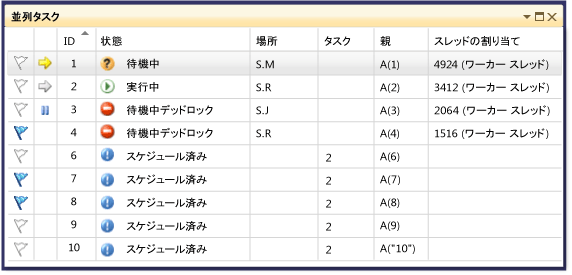 並列タスク
ID 状態 場所 タスク 親 スレッドの割り当て
1 待機中 S.M A(1) 4924 (ワーカー スレッド)
2 実行中 S.R A(2) 3412 (ワーカー スレッド)
3 待機中デッドロック S.J A(3) 2064 (ワーカー スレッド)
4 待機中デッドロック S.R A(4) 1516 (ワーカー スレッド)
6 スケジュール済み 2 A(6)
7 スケジュール済み 2 A(7)
8 スケジュール済み 2 A(8)
9 スケジュール済み 2 A(9)
10 スケジュール済み 2 A("10")